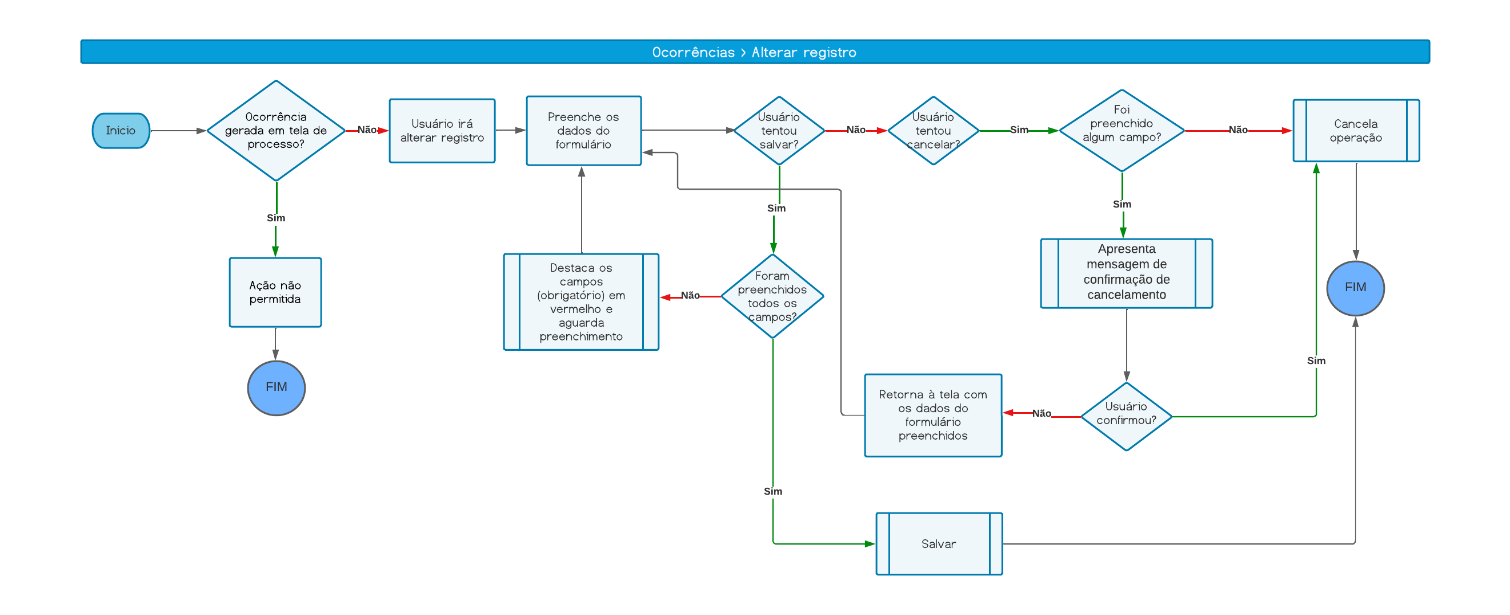 Ocorrências > Alterar registro
Início
Ocorrência
gerada em tela de
processo?
Não
Usuário irá
alterar registro
Preenche os
dados do
formulário
Usuário
tentou
salvar?
Não
Usuário
tentou
cancelar?
Sim
Foi
preenchido
algum campo?
Não
Cancela
operação
Sim
Ação não
permitida
FIM
Sim
Foram
preenchidos
todos os
campos?
Não
Destaca os
campos
(obrigatório) em
vermelho e
aguarda
preenchimento
Sim
Apresenta
mensagem de
confirmação de
cancelamento
FIM
Usuário
confirmou?
Sim
Não
Retorna à tela com
os dados do
formulário
preenchidos
Sim
Salvar